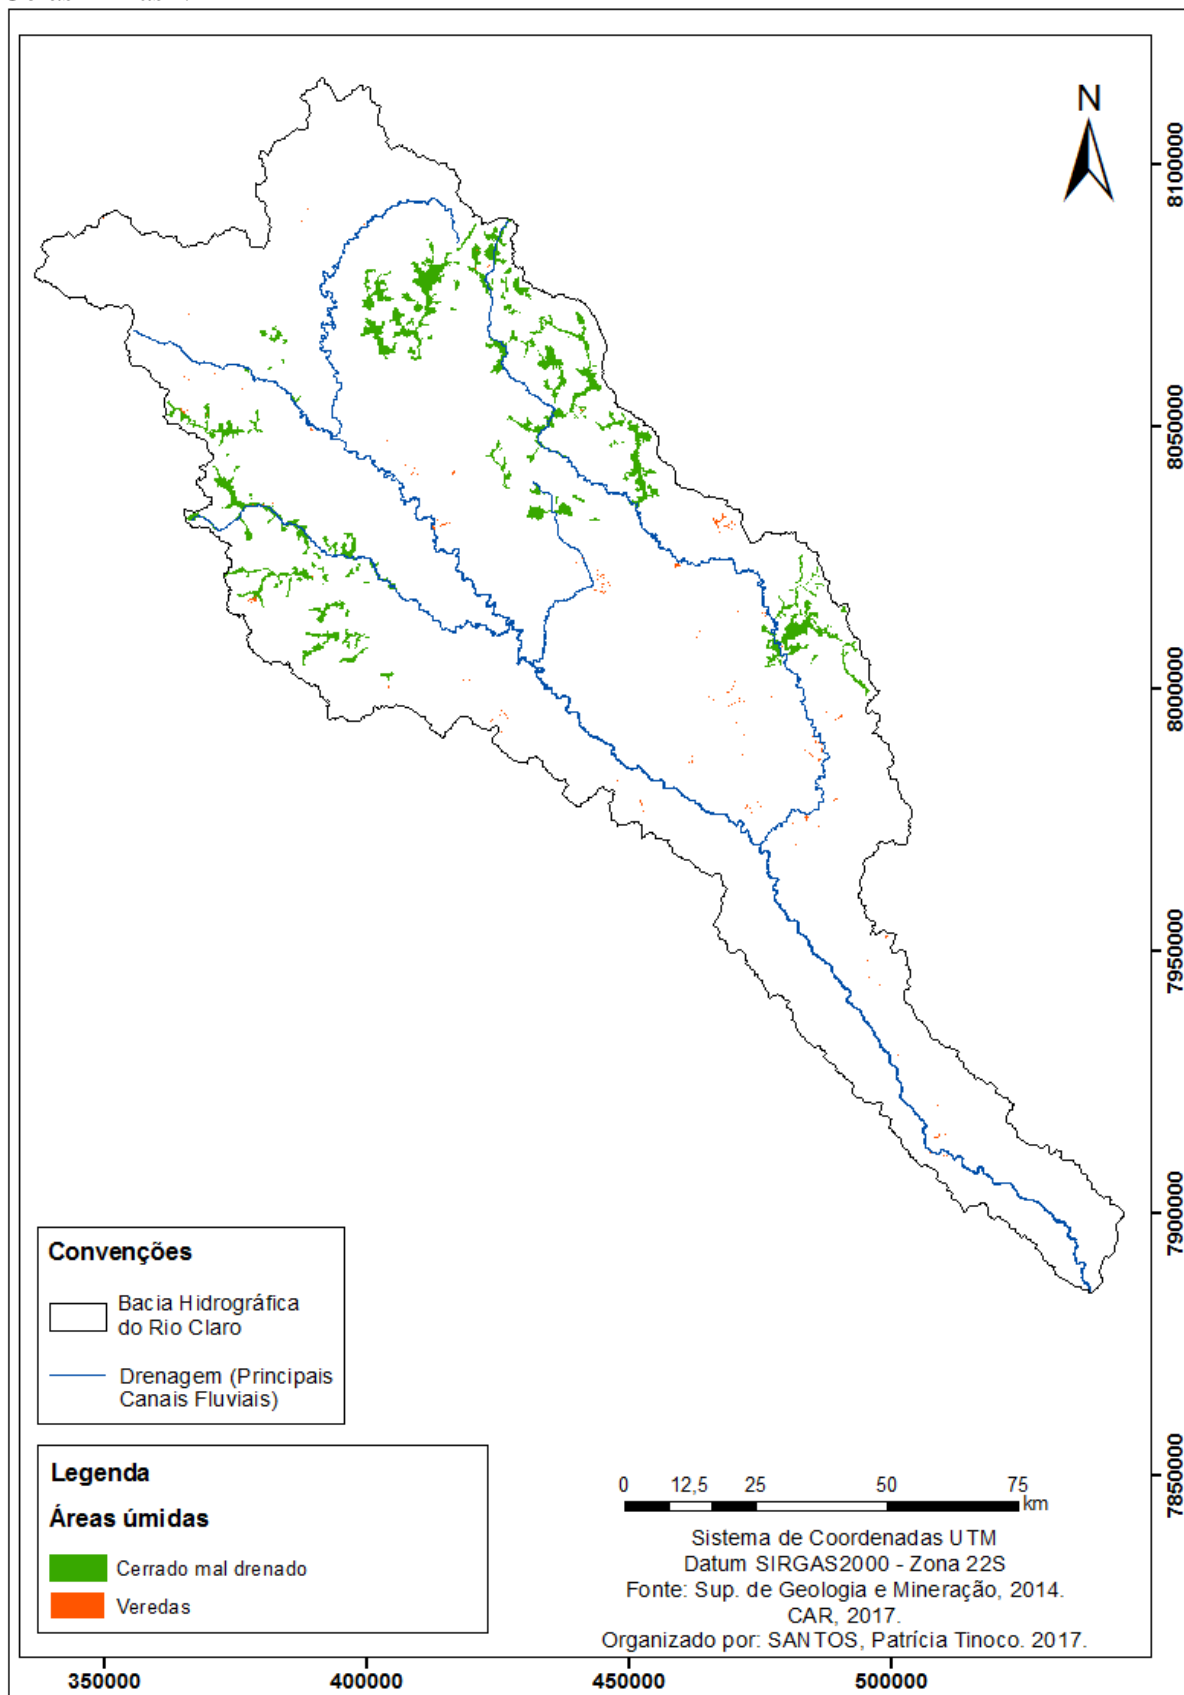 N
8100000
8050000
8000000
7950000
7900000
7850000
Convenções
Bacia Hidrográfica
do Rio Claro
Drenagem (Principais
Canais Fluviais)
Legenda
Áreas úmidas
Cerrado mal drenado
Veredas
0 12,5 25 50 75
km
Sistema de Coordenadas UTM
Datum SIRGAS2000 - Zona 22S
Fonte: Sup. de Geologia e Mineração, 2014.
CAR, 2017.
Organizado por: SANTOS, Patrícia Tinoco. 2017.
350000 400000 450000 500000